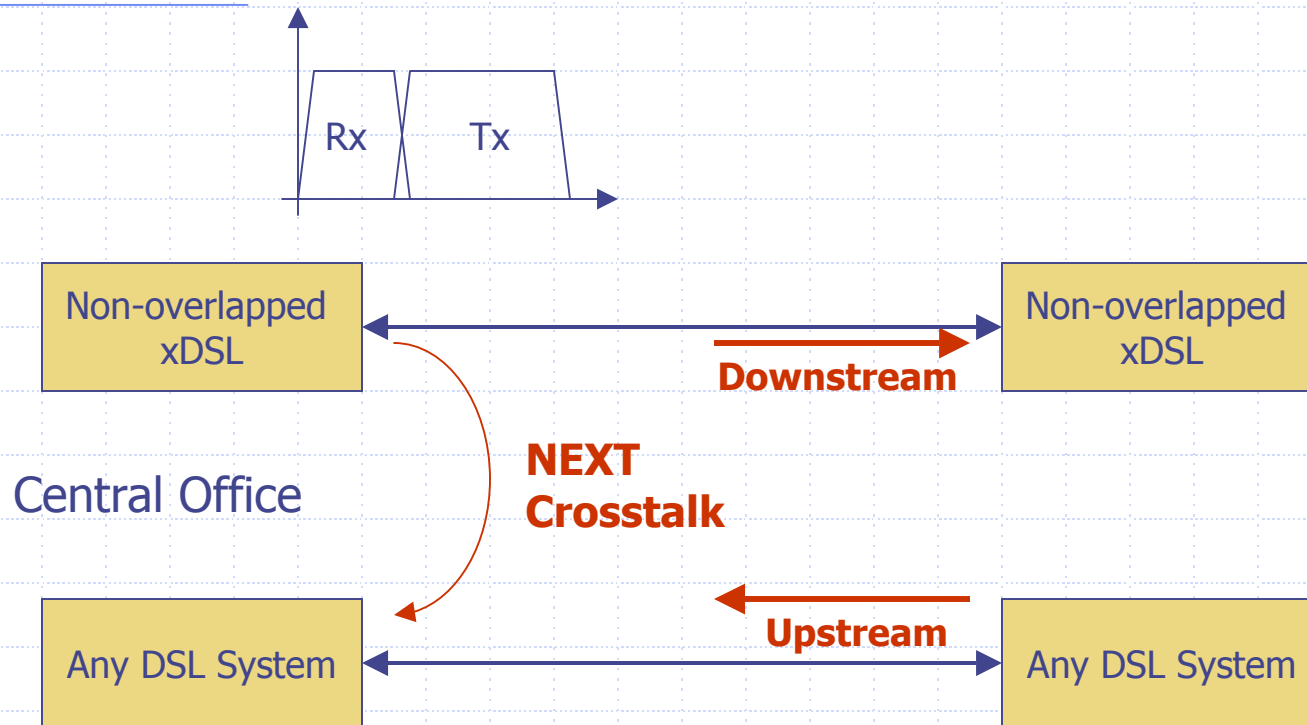 Rx
Tx
Non-overlapped
xDSL
Non-overlapped
xDSL
Downstream
NEXT
Crosstalk
Central Office
Upstream
Any DSL System
Any DSL System